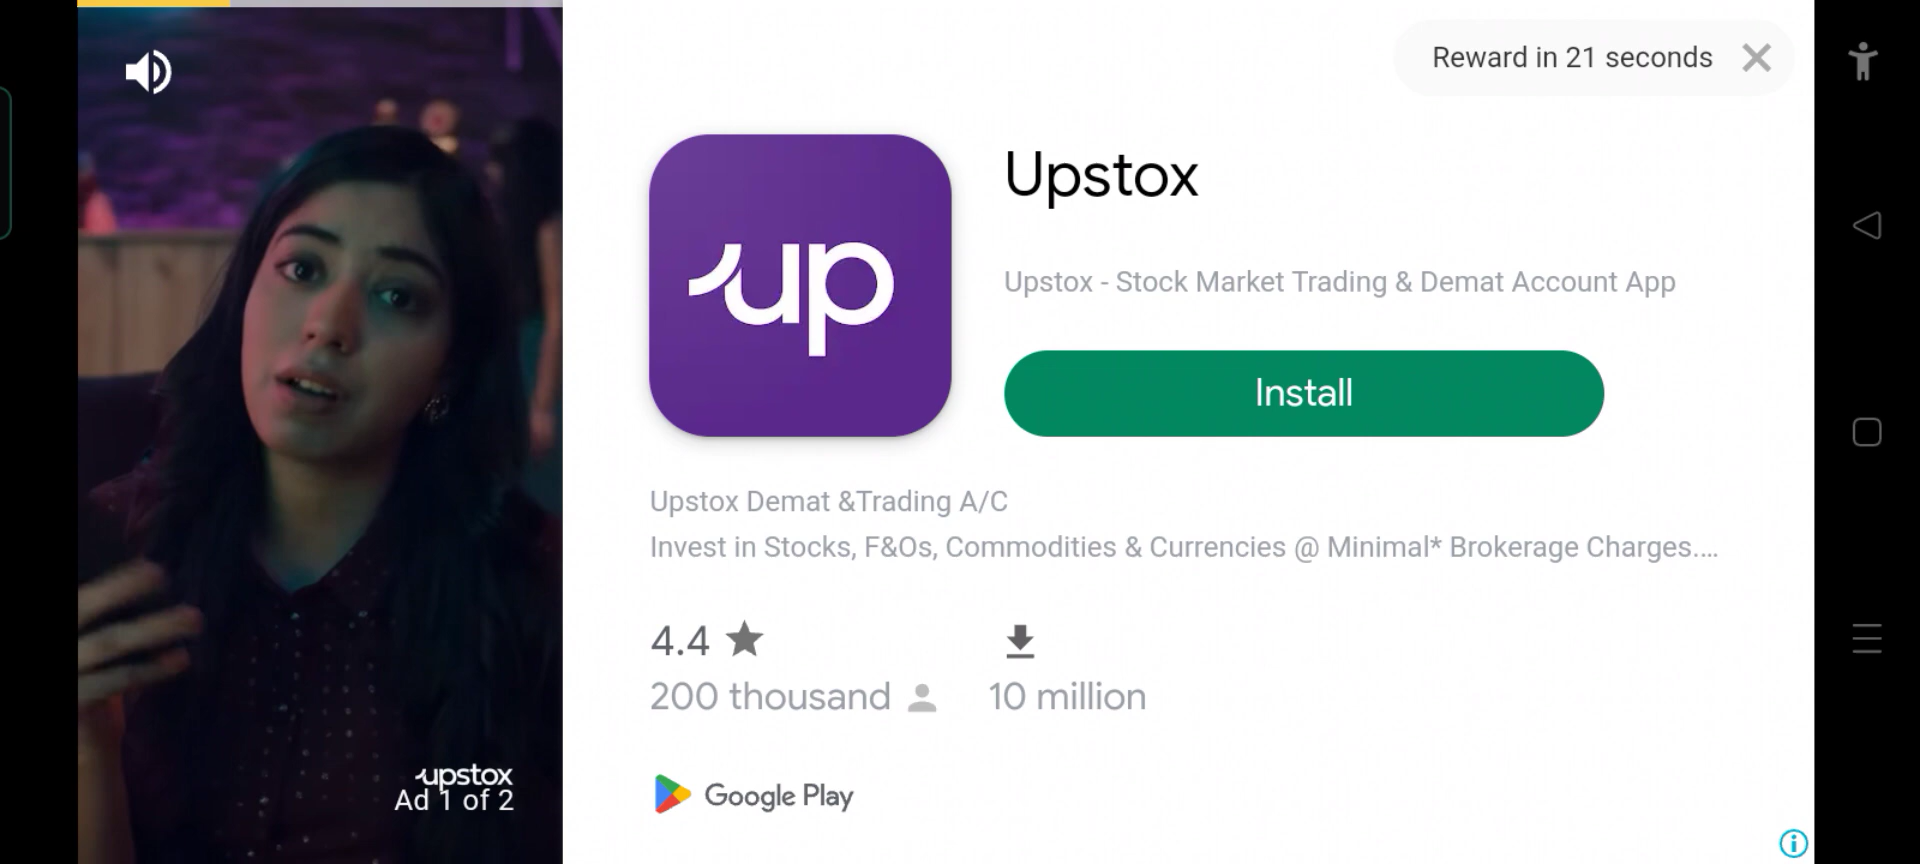 Reward in 21 seconds
up
Upstox
Upstox - Stock Market Trading & Demat Account App
Install
Upstox Demat &Trading A/C
Invest in Stocks, F&Os, Commodities & Currencies @ Minimal* Brokerage Charges....
4.4
200 thousand
10 million
upstox
Ad 1 of 2
Google Play